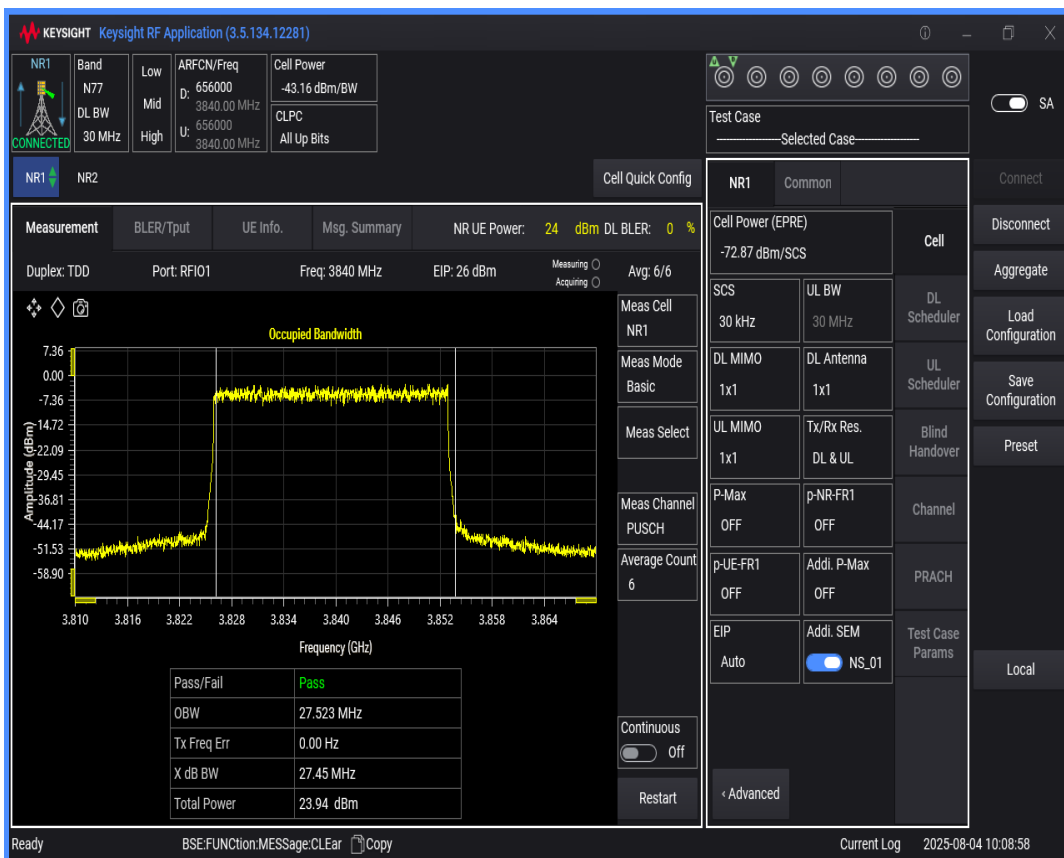 KEYSIGHT Keysight RF Application (3.5.134.12281)
NR1
CONNECTED
Band
N77
DL BW
30 MHz
Low
Mid
High
ARFCN/Freq
D: 656000
3840.00 MHz
U: 656000
3840.00 MHz
Cell Power
-43.16 dBm/BW
CLPC
All Up Bits
Test Case
Selected Case
SA
NR1
NR2
Cell Quick Config
NR1
Common
Connect
Disconnect
Aggregate
Load
Configuration
Save
Configuration
Preset
Local
Measurement
BLER/Tput
UE Info.
Msg. Summary
NR UE Power: 24 dBm DL BLER: 0 %
Duplex: TDD
Port: RFIO1
Freq: 3840 MHz
EIP: 26 dBm
Measuring
Acquiring
Avg: 6/6
Occupied Bandwidth
Amplitude (dBm)
7.36
0.00
-7.36
-14.72
-22.09
-29.45
-36.81
-44.17
-51.53
-58.90
3.810 3.816 3.822 3.828 3.834 3.840 3.846 3.852 3.858 3.864
Frequency (GHz)
Pass/Fail Pass
OBW 27.523 MHz
Tx Freq Err 0.00 Hz
X dB BW 27.45 MHz
Total Power 23.94 dBm
Meas Cell
NR1
Meas Mode
Basic
Meas Select
Meas Channel
PUSCH
Average Count
6
Continuous
Off
Restart
Cell Power (EPRE)
-72.87 dBm/SCS
SCS
30 kHz
UL BW
30 MHz
DL MIMO
1x1
DL Antenna
1x1
UL MIMO
1x1
Tx/Rx Res.
DL & UL
P-Max
OFF
p-NR-FR1
OFF
p-UE-FR1
OFF
Addi. P-Max
OFF
EIP
Auto
Addi. SEM
NS_01
‹ Advanced
Cell
DL
Scheduler
UL
Scheduler
Blind
Handover
Channel
PRACH
Test Case
Params
Ready
BSE:FUNCtion:MESSage:CLEar Copy
Current Log
2025-08-04 10:08:58